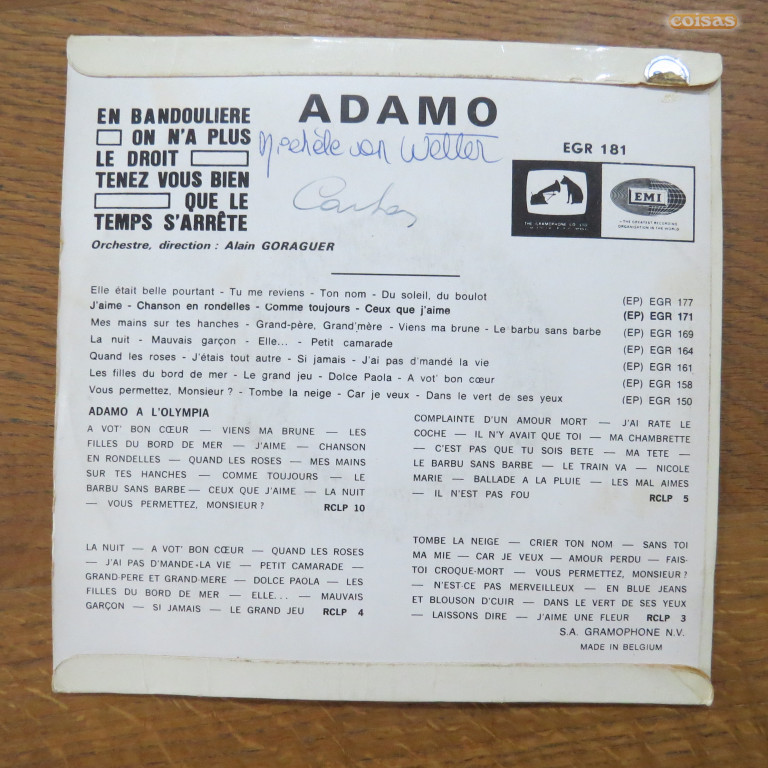 coisas
ADAMO
EN BANDOULIERE
ON N'A PLUS
LE DROIT
TENEZ VOUS BIEN
QUE LE
TEMPS S'ARRÊTE
Orchestre, direction : Alain GORAGUER
Michèle van Wetter
Carlos
EGR 181
EMI
Elle était belle pourtant - Tu me reviens - Ton nom - Du soleil, du boulot (EP) EGR 177
J'aime - Chanson en rondelles - Comme toujours - Ceux que j'aime (EP) EGR 171
Mes mains sur tes hanches - Grand-père, Grand'mère - Viens ma brune - Le barbu sans barbe (EP) EGR 169
La nuit - Mauvais garçon - Elle... - Petit camarade (EP) EGR 164
Quand les roses - J'étais tout autre - Si jamais - J'ai pas d'mandé la vie (EP) EGR 161
Les filles du bord de mer - Le grand jeu - Dolce Paola - A vot' bon cœur (EP) EGR 158
Vous permettez, Monsieur ? - Tombe la neige - Car je veux - Dans le vert de ses yeux (EP) EGR 150
ADAMO A L'OLYMPIA
A VOT' BON CŒUR — VIENS MA BRUNE — LES
FILLES DU BORD DE MER — J'AIME — CHANSON
EN RONDELLES — QUAND LES ROSES — MES MAINS
SUR TES HANCHES — COMME TOUJOURS — LE
BARBU SANS BARBE — CEUX QUE J'AIME — LA NUIT
— VOUS PERMETTEZ, MONSIEUR ? RCLP 10
COMPLAINTE D'UN AMOUR MORT — J'AI RATE LE
COCHE — IL N'Y AVAIT QUE TOI — MA CHAMBRETTE
— C'EST PAS QUE TU SOIS BETE — MA TETE —
LE BARBU SANS BARBE — LE TRAIN VA — NICOLE
MARIE — BALLADE A LA PLUIE — LES MAL AIMES
— IL N'EST PAS FOU RCLP 5
LA NUIT — A VOT' BON CŒUR — QUAND LES ROSES
— J'AI PAS D'MANDE-LA VIE — PETIT CAMARADE —
GRAND-PERE ET GRAND-MERE — DOLCE PAOLA — LES
FILLES DU BORD DE MER — ELLE... — MAUVAIS
GARÇON — SI JAMAIS — LE GRAND JEU RCLP 4
TOMBE LA NEIGE — CRIER TON NOM — SANS TOI
MA MIE — CAR JE VEUX — AMOUR PERDU — FAIS-
TOI CROQUE-MORT — VOUS PERMETTEZ, MONSIEUR ?
— N'EST-CE PAS MERVEILLEUX — EN BLUE JEANS
ET BLOUSON D'CUIR — DANS LE VERT DE SES YEUX
— LAISSONS DIRE — J'AIME UNE FLEUR RCLP 3
S.A. GRAMOPHONE N.V.
MADE IN BELGIUM